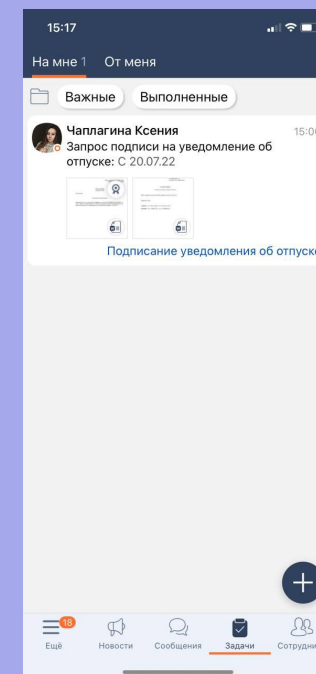 15:17
На мне 1 От меня
Важные Выполненные
Чаплагина Ксения 15:0
Запрос подписи на уведомление об
отпуске: С 20.07.22
Подписание уведомления об отпуск
18
Ещё Новости Сообщения Задачи Сотрудни